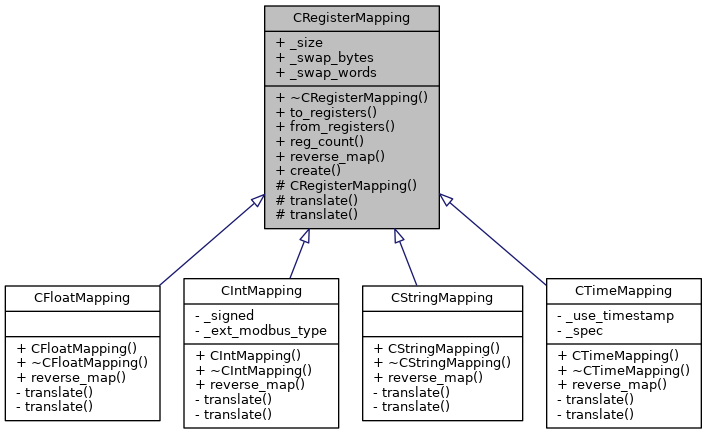 CRegisterMapping
+ _size
+ _swap_bytes
+ _swap_words
+ ~CRegisterMapping()
+ to_registers()
+ from_registers()
+ reg_count()
+ reverse_map()
+ create()
# CRegisterMapping()
# translate()
# translate()
CFloatMapping
+ CFloatMapping()
+ ~CFloatMapping()
+ reverse_map()
- translate()
- translate()
CIntMapping
- _signed
- _ext_modbus_type
+ CIntMapping()
+ ~CIntMapping()
+ reverse_map()
- translate()
- translate()
CStringMapping
+ CStringMapping()
+ ~CStringMapping()
+ reverse_map()
- translate()
- translate()
CTimeMapping
- _use_timestamp
- _spec
+ CTimeMapping()
+ ~CTimeMapping()
+ reverse_map()
- translate()
- translate()